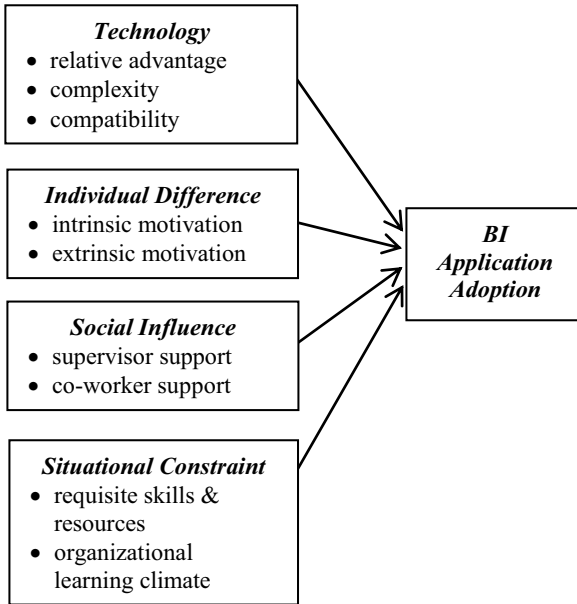 Technology
• relative advantage
• complexity
• compatibility
Individual Difference
• intrinsic motivation
• extrinsic motivation
Social Influence
• supervisor support
• co-worker support
Situational Constraint
• requisite skills &
resources
• organizational
learning climate
BI
Application
Adoption